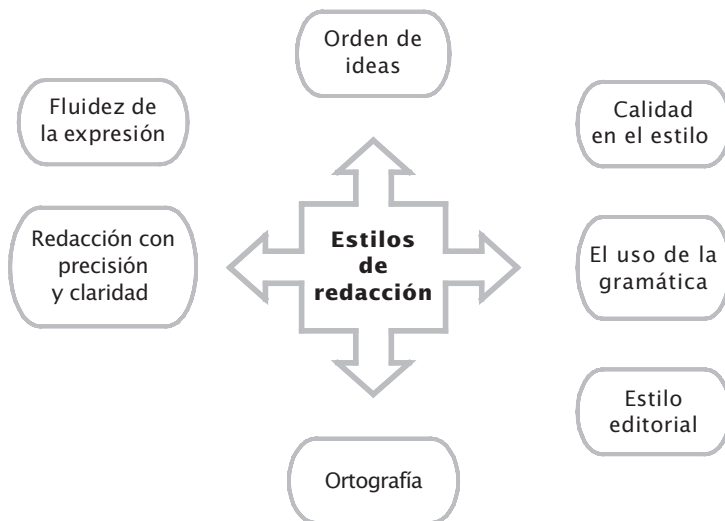 Orden de
ideas
Fluidez de
la expresión
Calidad
en el estilo
Redacción con
precisión
y claridad
Estilos
de
redacción
El uso de la
gramática
Estilo
editorial
Ortografía